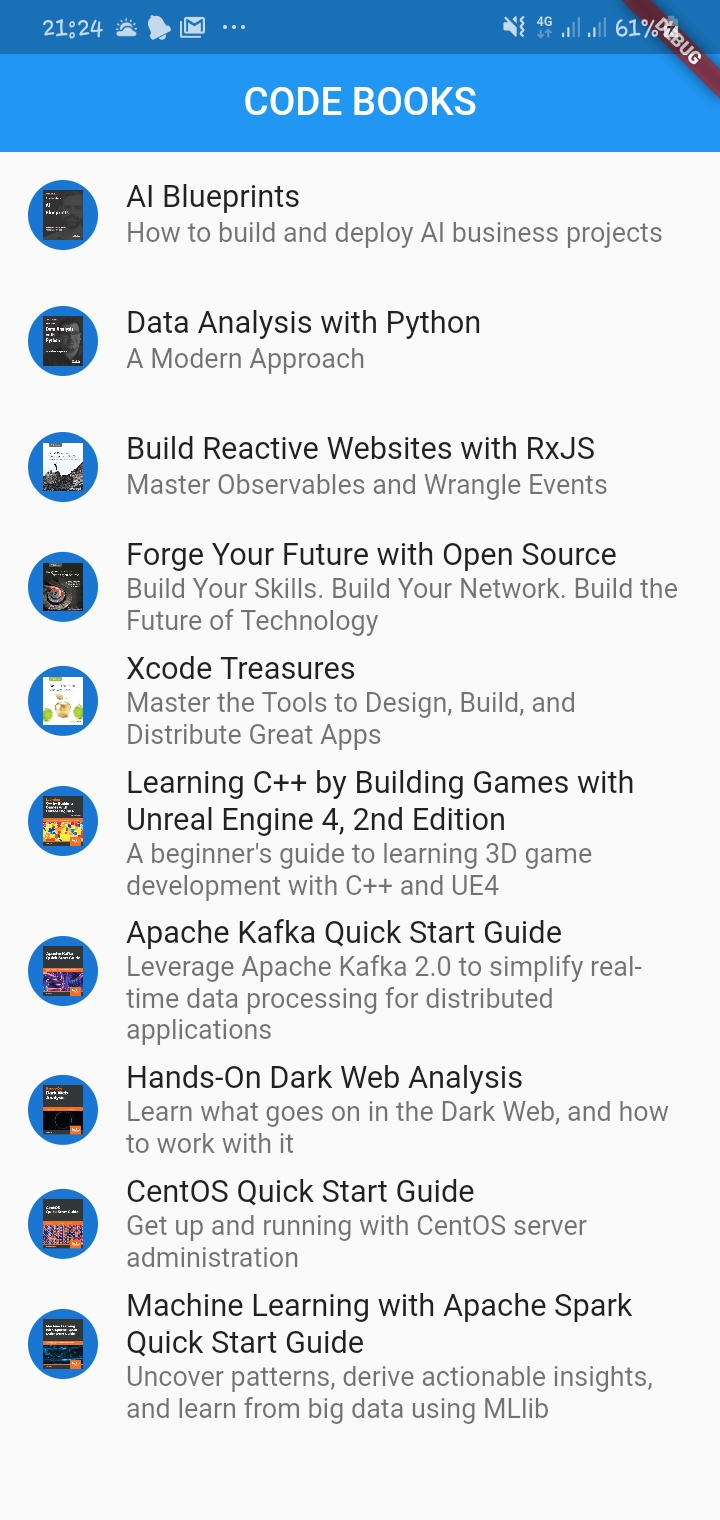 21:24
4G
61%
DEBUG
CODE BOOKS
AI Blueprints
How to build and deploy AI business projects
Data Analysis with Python
A Modern Approach
Build Reactive Websites with RxJS
Master Observables and Wrangle Events
Forge Your Future with Open Source
Build Your Skills. Build Your Network. Build the
Future of Technology
Xcode Treasures
Master the Tools to Design, Build, and
Distribute Great Apps
Learning C++ by Building Games with
Unreal Engine 4, 2nd Edition
A beginner's guide to learning 3D game
development with C++ and UE4
Apache Kafka Quick Start Guide
Leverage Apache Kafka 2.0 to simplify real-
time data processing for distributed
applications
Hands-On Dark Web Analysis
Learn what goes on in the Dark Web, and how
to work with it
CentOS Quick Start Guide
Get up and running with CentOS server
administration
Machine Learning with Apache Spark
Quick Start Guide
Uncover patterns, derive actionable insights,
and learn from big data using MLlib